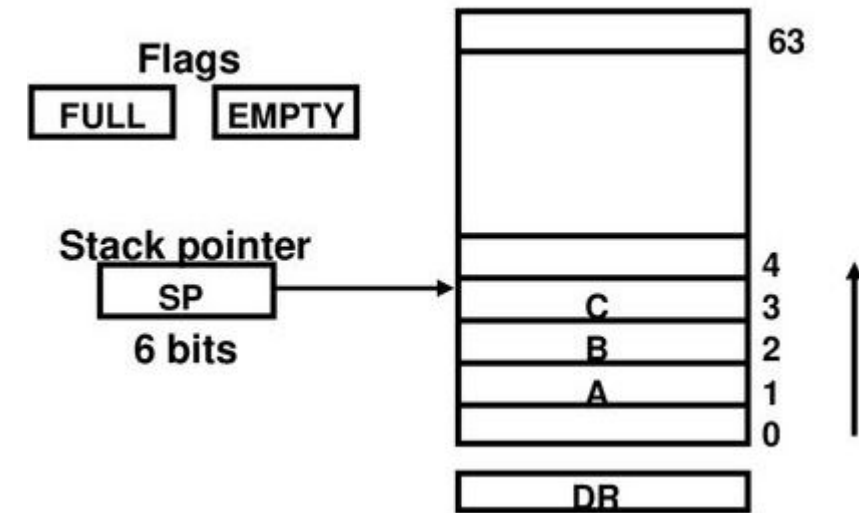 Flags
FULL
EMPTY
Stack pointer
SP
6 bits
63
4
C 3
B 2
A 1
0
DR